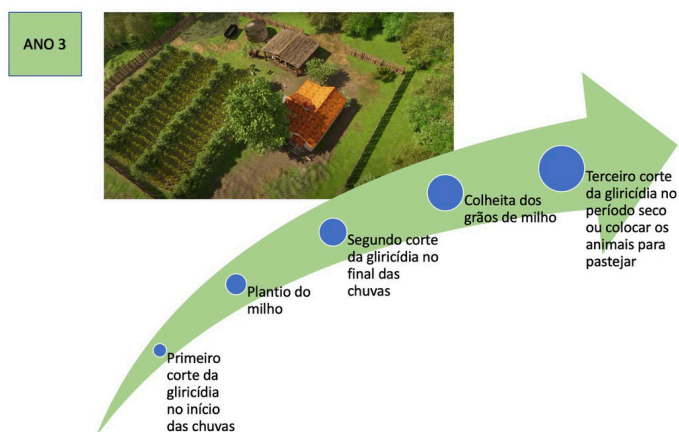 ANO 3
Primeiro
corte da
gliricídia
no início
das chuvas
Plantio do
milho
Segundo corte
da gliricídia no
final das
chuvas
Colheita dos
grãos de milho
Terceiro corte
da gliricídia no
período seco
ou colocar os
animais para
pastejar